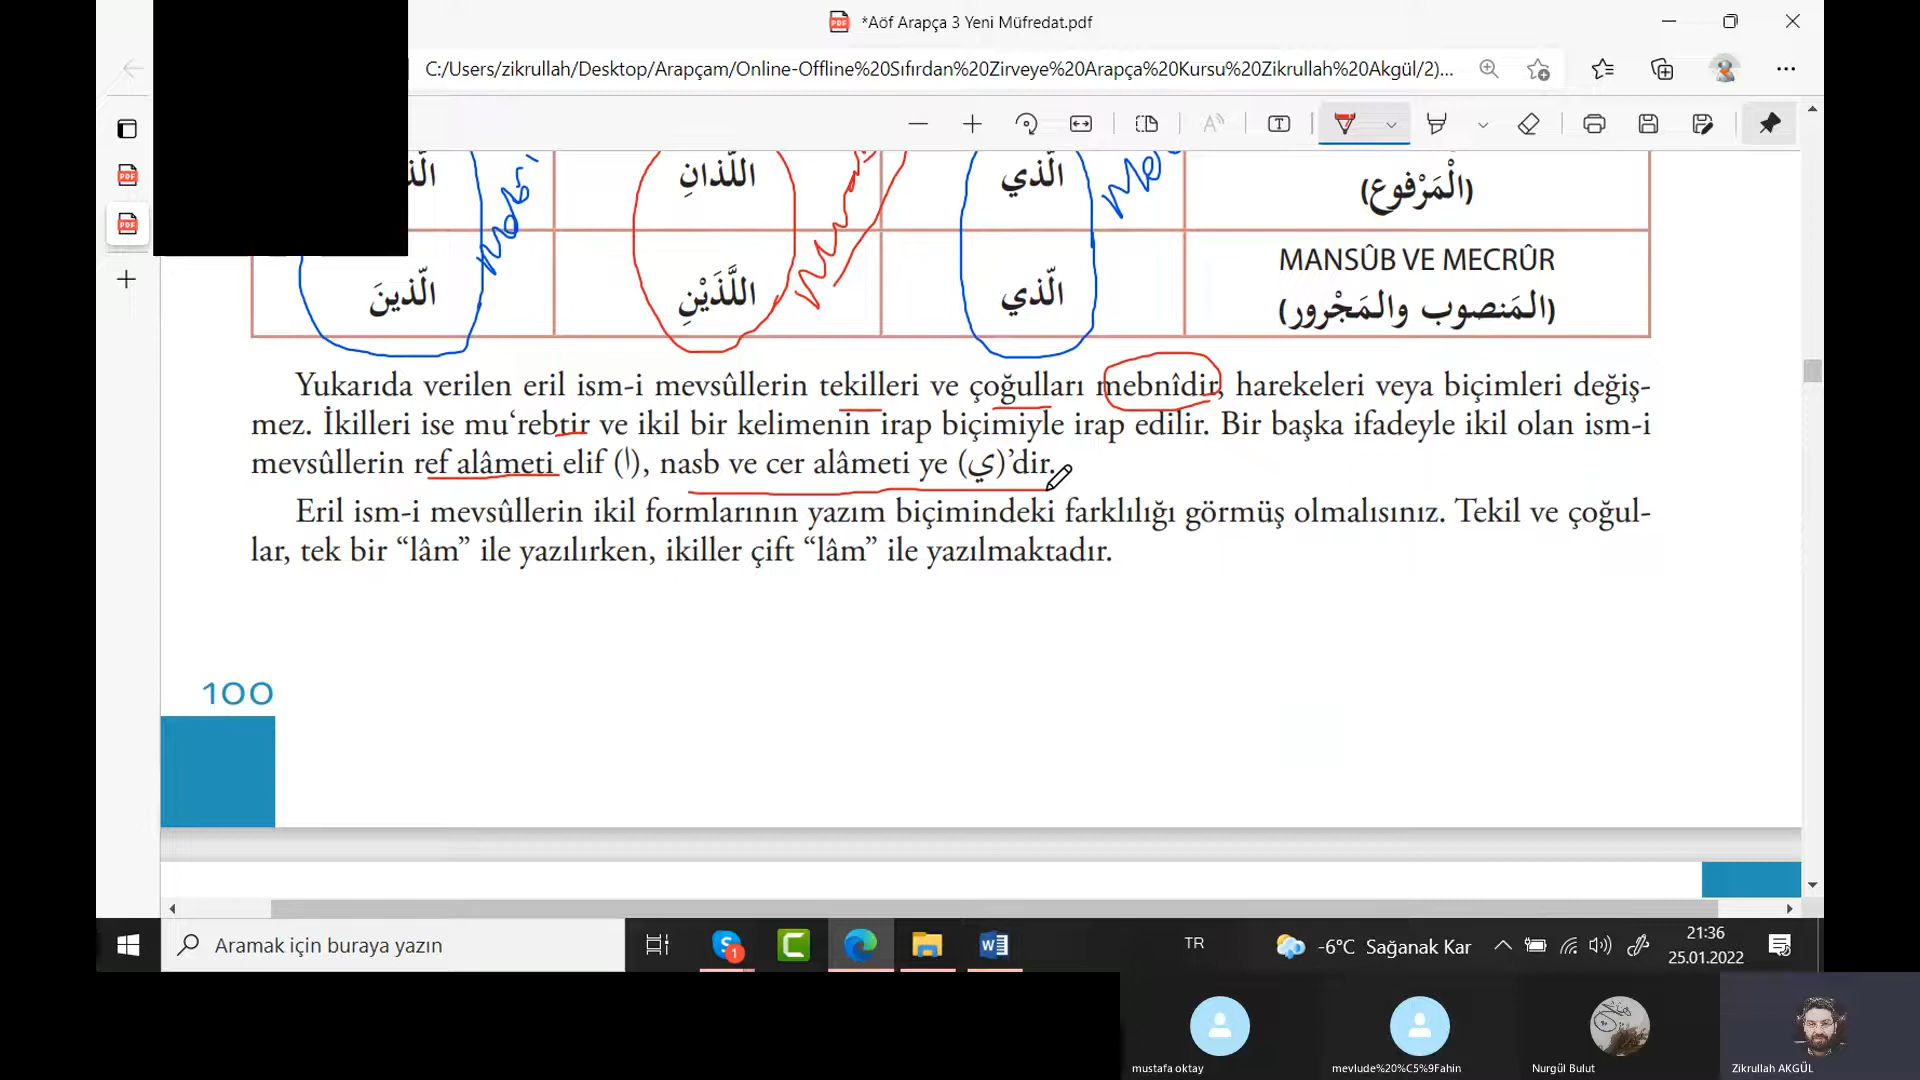 *Aöf Arapça 3 Yeni Müfredat.pdf
C:/Users/zikrullah/Desktop/Arapçam/Online-Offline%20Sıfırdan%20Zirveye%20Arapça%20Kursu%20Zikrullah%20Akgül/2)...
اللَّذانِ
الَّذي
(الْمَرْفوع)
MANSÛB VE MECRÛR
الَّذينَ
اللَّذَيْنِ
الَّذي
(الـمَنصوب والـمَجْرور)
Yukarıda verilen eril ism-i mevsûllerin tekilleri ve çoğulları mebnîdir, harekeleri veya biçimleri değiş-
mez. İkilleri ise mu‘rebtir ve ikil bir kelimenin irap biçimiyle irap edilir. Bir başka ifadeyle ikil olan ism-i
mevsûllerin ref alâmeti elif (ا), nasb ve cer alâmeti ye (ي)’dir.
Eril ism-i mevsûllerin ikil formlarının yazım biçimindeki farklılığı görmüş olmalısınız. Tekil ve çoğul-
lar, tek bir “lâm” ile yazılırken, ikiller çift “lâm” ile yazılmaktadır.
100
Aramak için buraya yazın
1
TR
-6°C Sağanak Kar
21:36
25.01.2022
mustafa oktay
mevlude%20%C5%9Fahin
Nurgül Bulut
Zikrullah AKGÜL